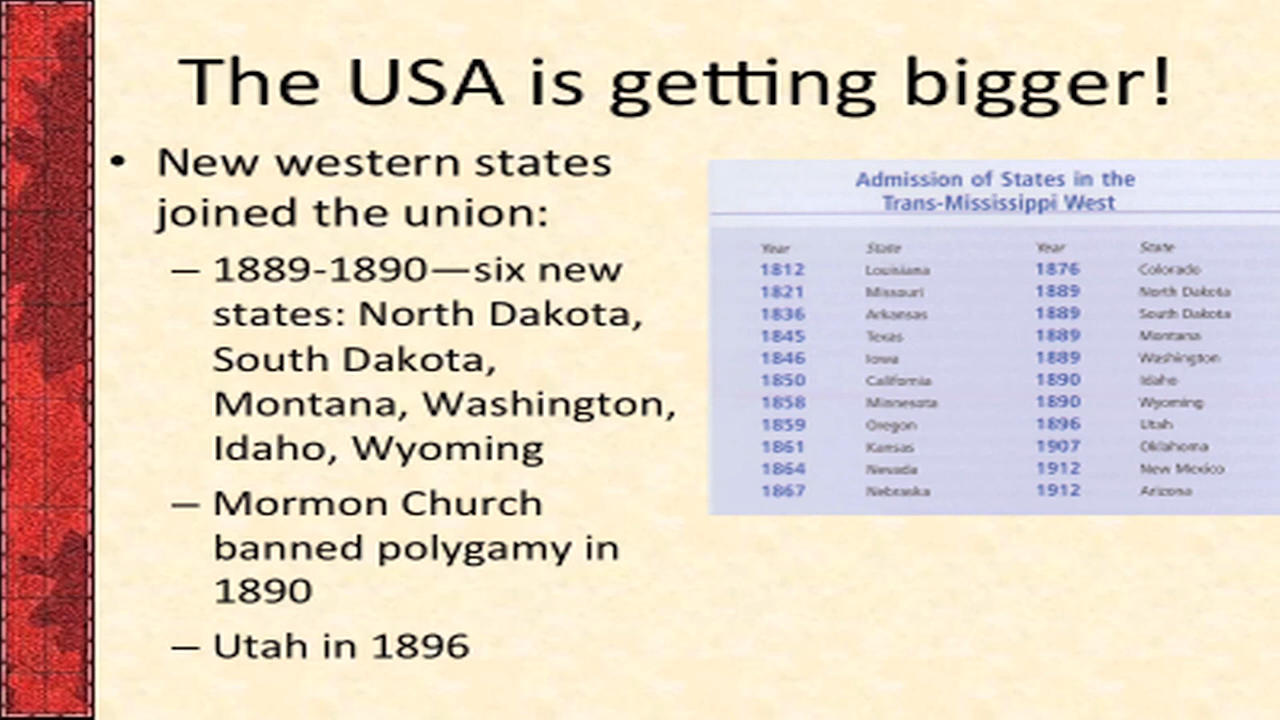 The USA is getting bigger!
• New western states
joined the union:
– 1889-1890—six new
states: North Dakota,
South Dakota,
Montana, Washington,
Idaho, Wyoming
– Mormon Church
banned polygamy in
1890
– Utah in 1896
Admission of States in the
Trans-Mississippi West
Year State Year State
1812 Louisiana 1876 Colorado
1821 Missouri 1889 North Dakota
1836 Arkansas 1889 South Dakota
1845 Texas 1889 Montana
1846 Iowa 1889 Washington
1850 California 1890 Idaho
1858 Minnesota 1890 Wyoming
1859 Oregon 1896 Utah
1861 Kansas 1907 Oklahoma
1864 Nevada 1912 New Mexico
1867 Nebraska 1912 Arizona